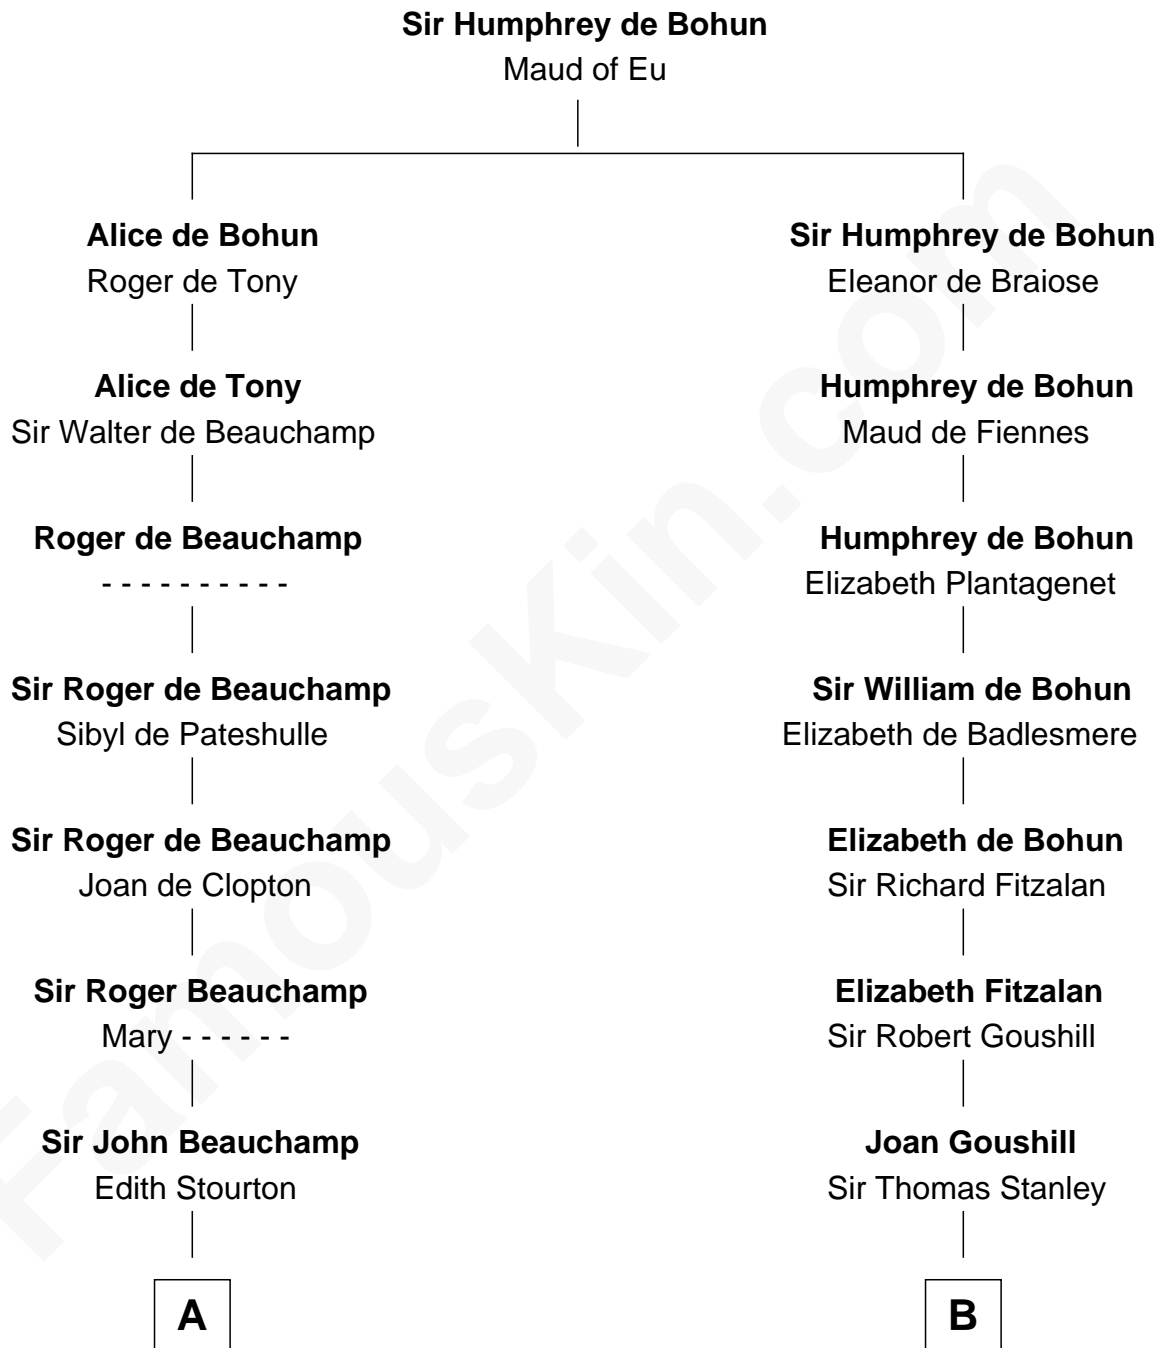 Sir Humphrey de Bohun
Maud of Eu
Alice de Bohun
Roger de Tony
Alice de Tony
Sir Walter de Beauchamp
Roger de Beauchamp
- - - - - - - - - -
Sir Roger de Beauchamp
Sibyl de Pateshulle
Sir Roger de Beauchamp
Joan de Clopton
Sir Roger Beauchamp
Mary - - - - - -
Sir John Beauchamp
Edith Stourton
A
Sir Humphrey de Bohun
Eleanor de Braiose
Humphrey de Bohun
Maud de Fiennes
Humphrey de Bohun
Elizabeth Plantagenet
Sir William de Bohun
Elizabeth de Badlesmere
Elizabeth de Bohun
Sir Richard Fitzalan
Elizabeth Fitzalan
Sir Robert Goushill
Joan Goushill
Sir Thomas Stanley
B
FamousKin.com